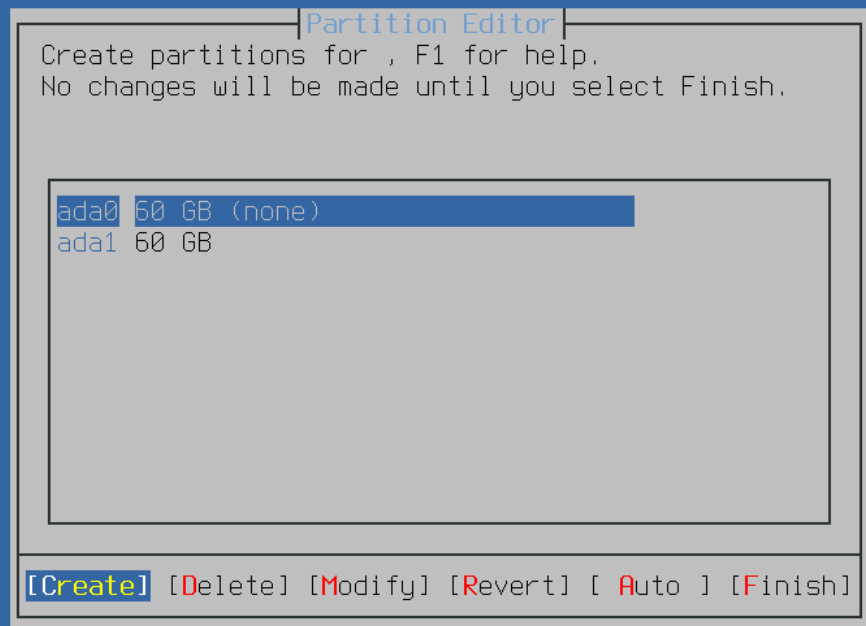 Partition Editor
Create partitions for , F1 for help.
No changes will be made until you select Finish.
ada0 60 GB (none)
ada1 60 GB
[Create] [Delete] [Modify] [Revert] [ Auto ] [Finish]